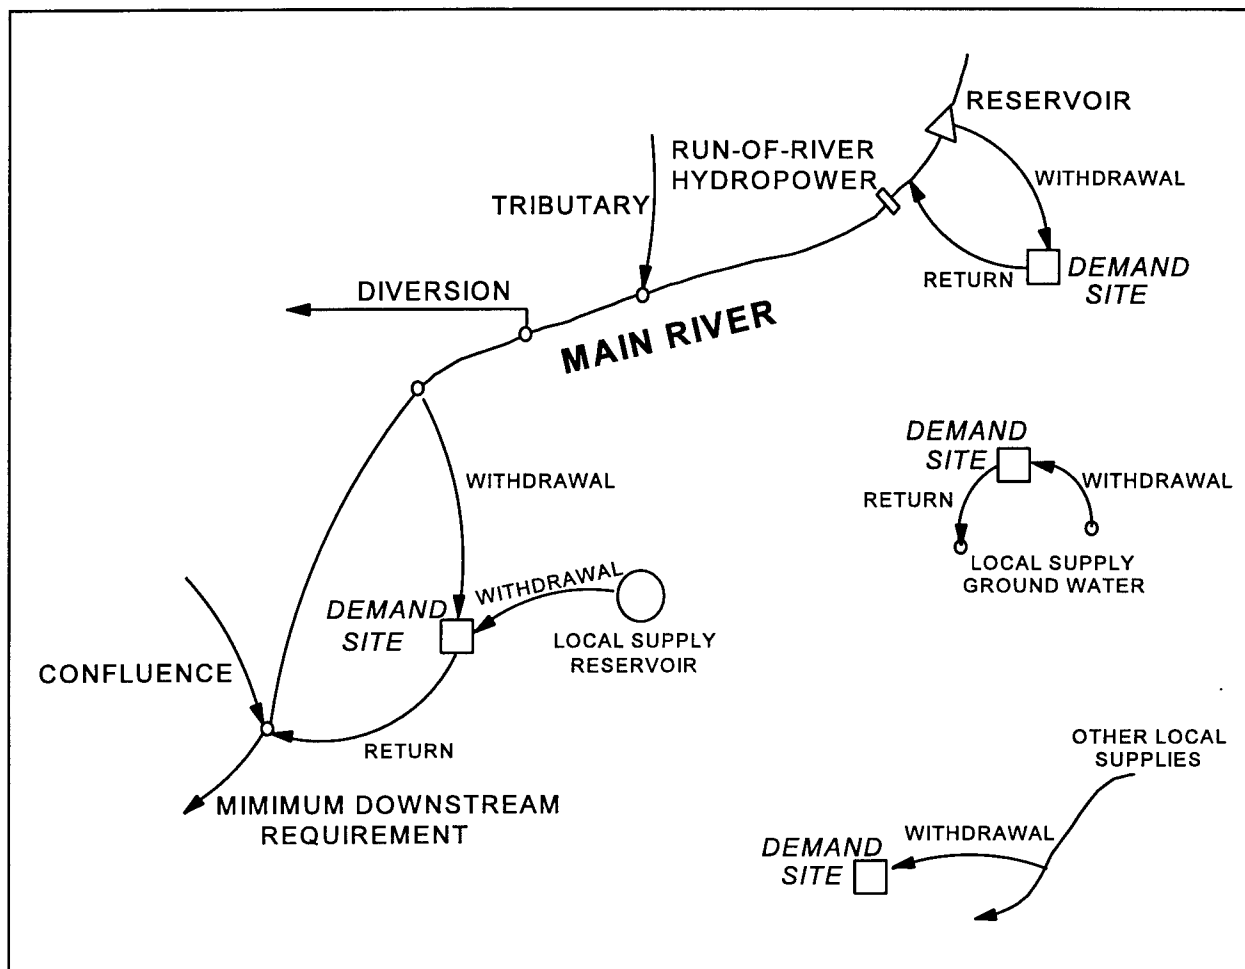 RESERVOIR
RUN-OF-RIVER
HYDROPOWER
WITHDRAWAL
TRIBUTARY
RETURN
DEMAND
SITE
DIVERSION
MAIN RIVER
DEMAND
SITE
WITHDRAWAL
RETURN
LOCAL SUPPLY
GROUND WATER
WITHDRAWAL
WITHDRAWAL
DEMAND
SITE
LOCAL SUPPLY
RESERVOIR
CONFLUENCE
RETURN
MIMIMUM DOWNSTREAM
REQUIREMENT
OTHER LOCAL
SUPPLIES
WITHDRAWAL
DEMAND
SITE